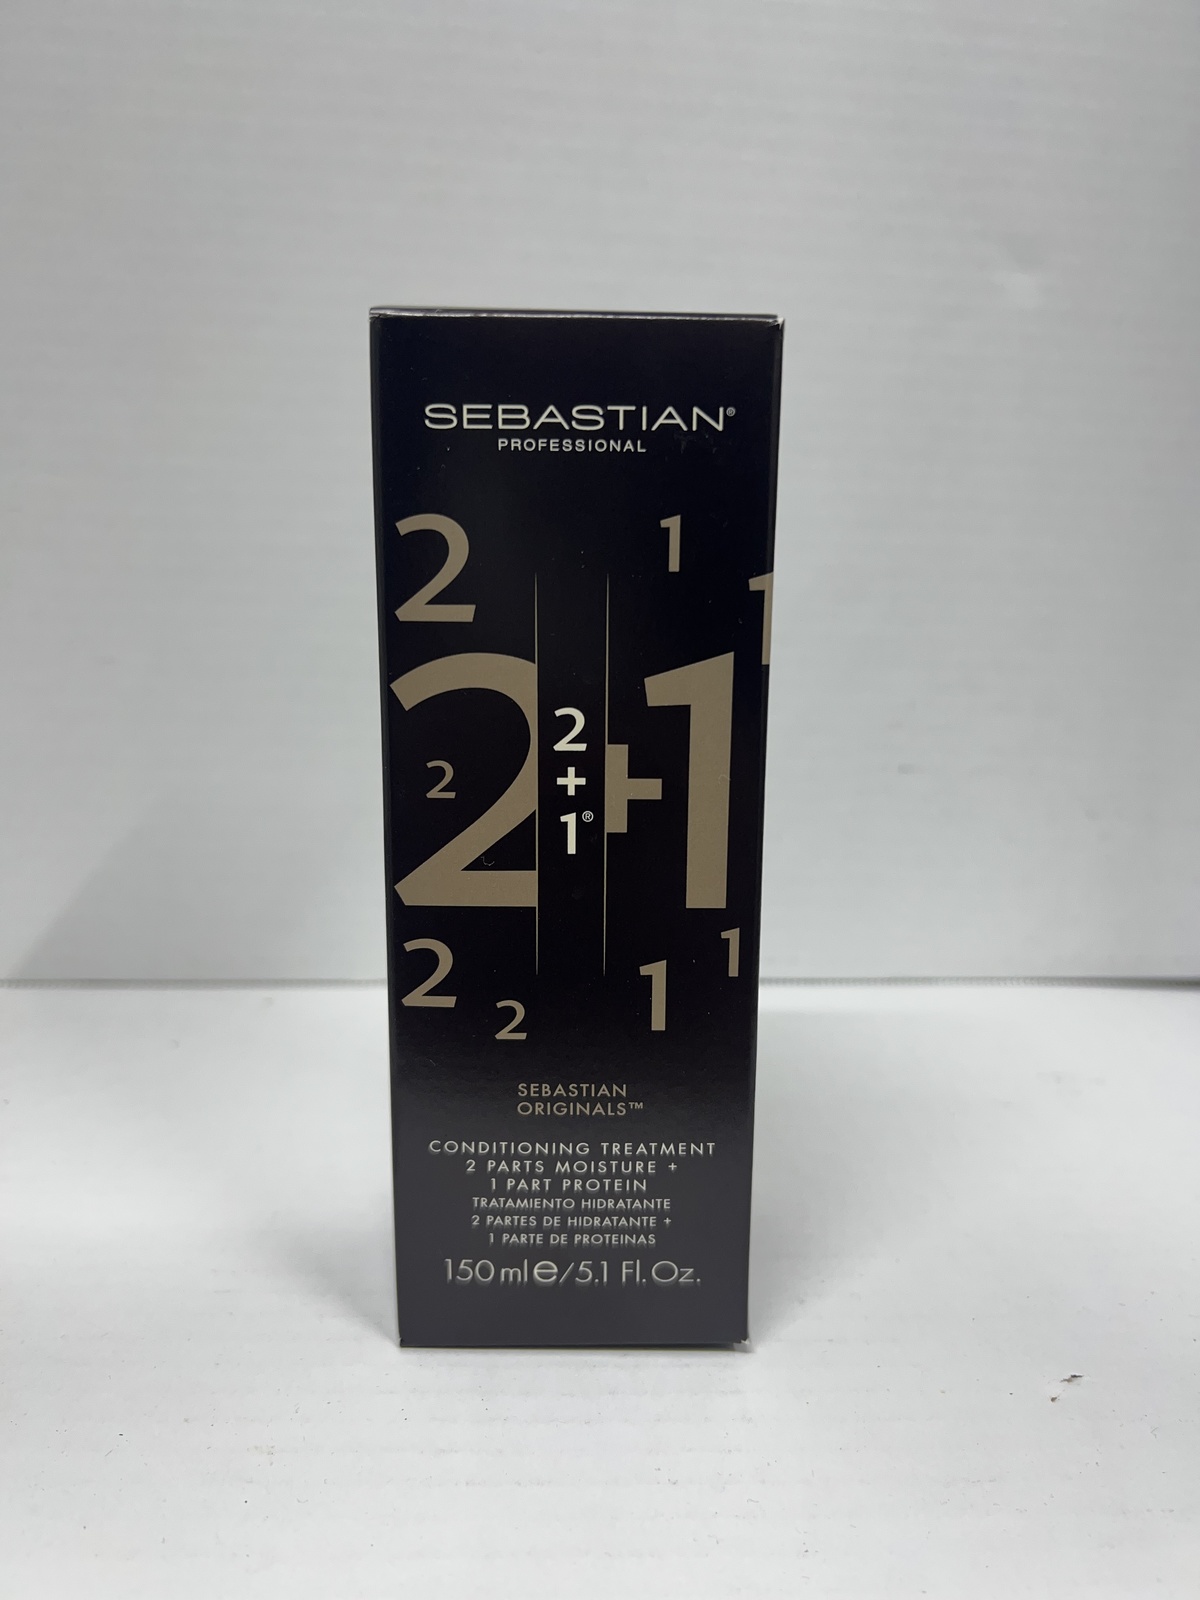 SEBASTIAN®
PROFESSIONAL
2
1
1
2+1
2
2
+
1®
2
1
2
1
SEBASTIAN
ORIGINALS™
CONDITIONING TREATMENT
2 PARTS MOISTURE +
1 PART PROTEIN
TRATAMIENTO HIDRATANTE
2 PARTES DE HIDRATANTE +
1 PARTE DE PROTEINAS
150 ml℮/5.1 Fl.Oz.